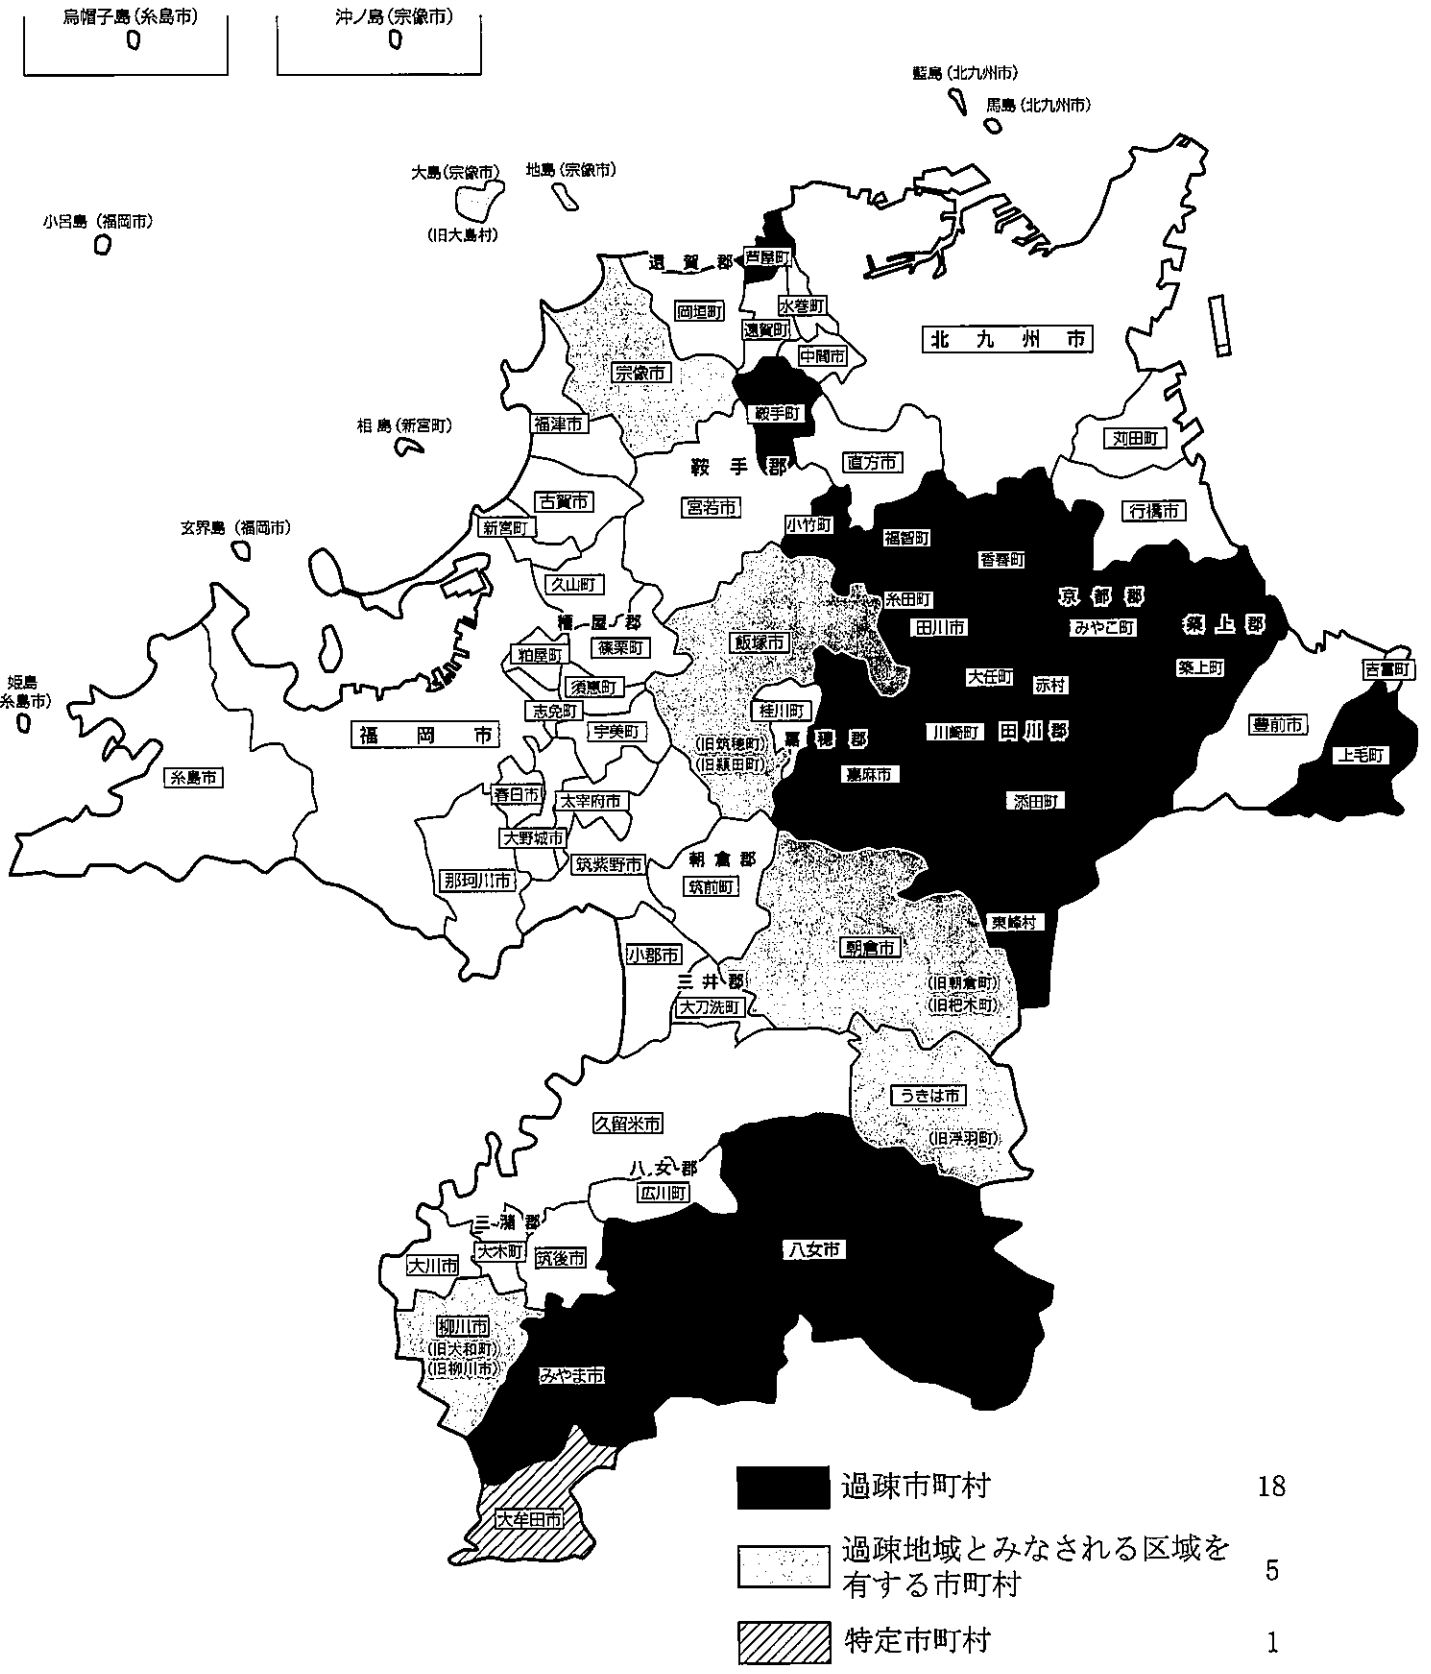 烏帽子島(糸島市)
沖ノ島(宗像市)
藍島(北九州市)
馬島(北九州市)
大島(宗像市)
地島(宗像市)
小呂島(福岡市)
(旧大島村)
遠賀郡
芦屋町
岡垣町
水巻町
遠賀町
北九州市
中間市
宗像市
鞍手町
福津市
相島(新宮町)
苅田町
鞍手郡
直方市
古賀市
宮若市
行橋市
新宮町
小竹町
玄界島(福岡市)
福智町
香春町
久山町
京都郡
糸田町
糟屋郡
田川市
みやこ町
築上郡
飯塚市
篠栗町
粕屋町
築上町
吉富町
姫島
糸島市)
須恵町
大任町
赤村
志免町
桂川町
福岡市
宇美町
川崎町
田川郡
豊前市
嘉穂郡
(旧筑穂町)
(旧頴田町)
上毛町
糸島市
嘉麻市
春日市
太宰府市
添田町
大野城市
朝倉郡
筑紫野市
那珂川市
筑前町
東峰村
朝倉市
小郡市
三井郡
(旧朝倉町)
(旧杷木町)
大刀洗町
うきは市
久留米市
(旧浮羽町)
八女郡
広川町
三潴郡
大木町
筑後市
八女市
大川市
柳川市
(旧大和町)
(旧柳川市)
みやま市
大牟田市
過疎市町村 18
過疎地域とみなされる区域を
有する市町村 5
特定市町村 1